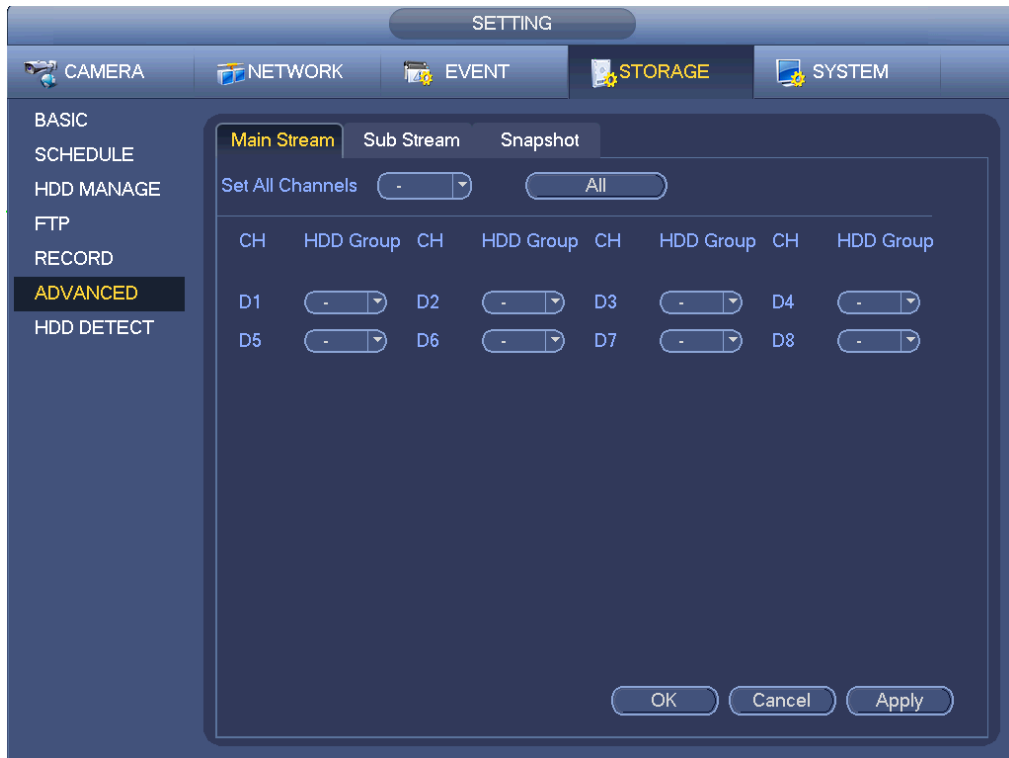 SETTING
CAMERA NETWORK EVENT STORAGE SYSTEM
BASIC
SCHEDULE
HDD MANAGE
FTP
RECORD
ADVANCED
HDD DETECT
Main Stream Sub Stream Snapshot
Set All Channels - All
CH HDD Group CH HDD Group CH HDD Group CH HDD Group
D1 - D2 - D3 - D4 -
D5 - D6 - D7 - D8 -
OK Cancel Apply